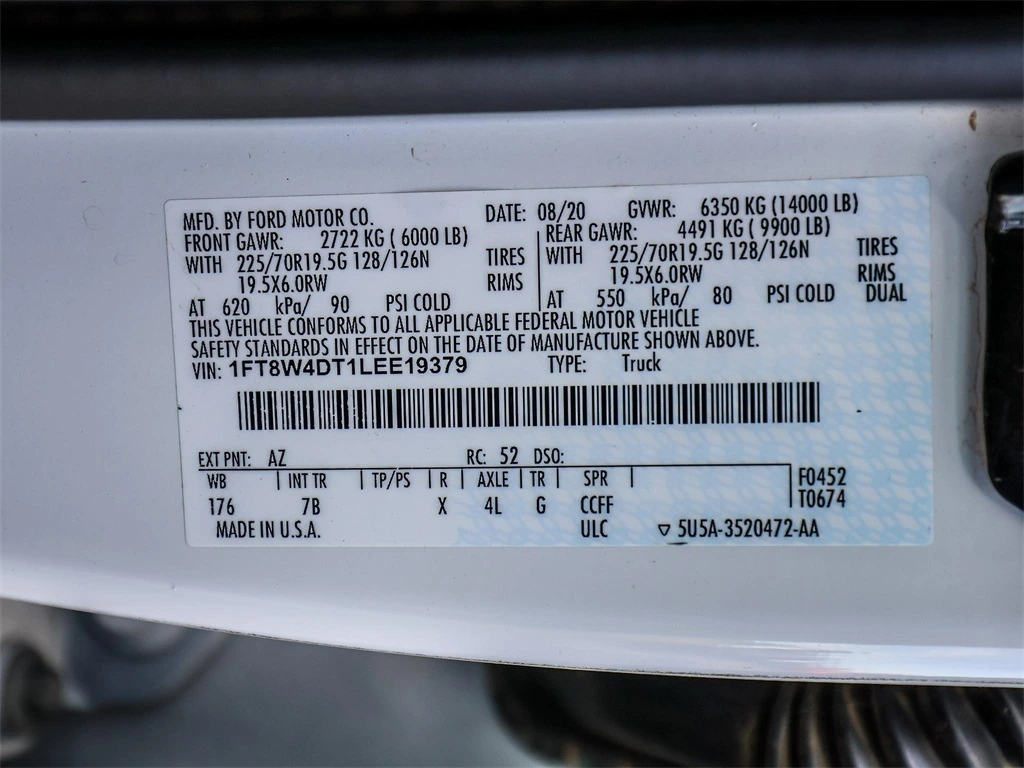 MFD. BY FORD MOTOR CO. DATE: 08/20 GVWR: 6350 KG (14000 LB)
FRONT GAWR: 2722 KG ( 6000 LB) REAR GAWR: 4491 KG ( 9900 LB)
WITH 225/70R19.5G 128/126N TIRES WITH 225/70R19.5G 128/126N TIRES
19.5X6.0RW RIMS 19.5X6.0RW RIMS
AT 620 kPa/ 90 PSI COLD AT 550 kPa/ 80 PSI COLD DUAL
THIS VEHICLE CONFORMS TO ALL APPLICABLE FEDERAL MOTOR VEHICLE
SAFETY STANDARDS IN EFFECT ON THE DATE OF MANUFACTURE SHOWN ABOVE.
VIN: 1FT8W4DT1LEE19379 TYPE: Truck
EXT PNT: AZ RC: 52 DSO:
WB | INT TR | TP/PS | R | AXLE | TR | SPR | F0452
176 7B X 4L G CCFF T0674
MADE IN U.S.A. ULC ▽ 5U5A-3520472-AA